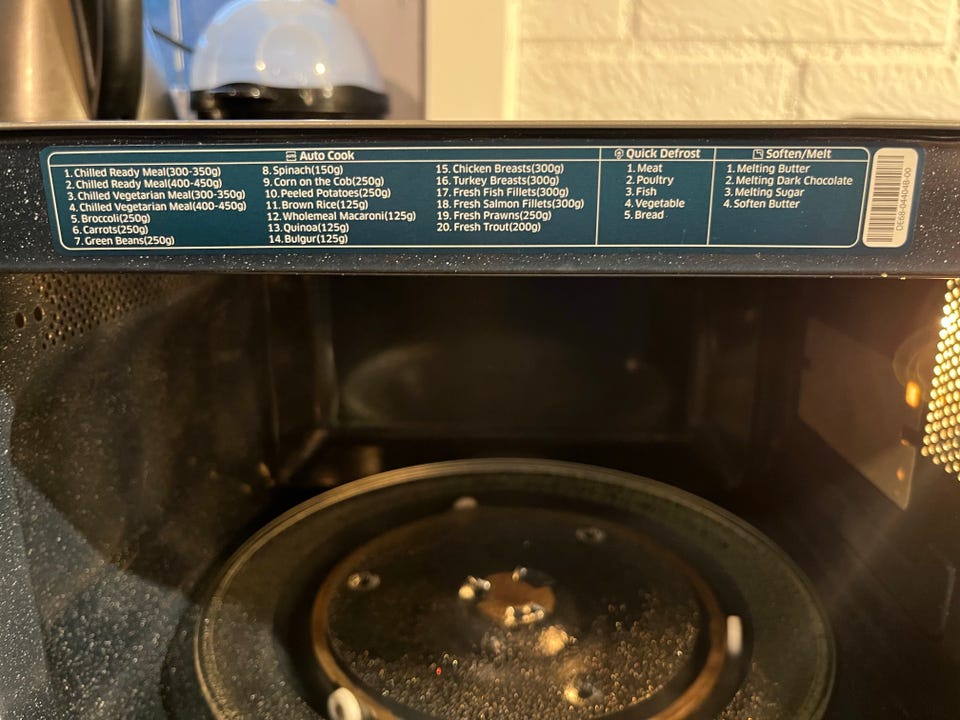 Auto Cook
1. Chilled Ready Meal(300-350g)
2. Chilled Ready Meal(400-450g)
3. Chilled Vegetarian Meal(300-350g)
4. Chilled Vegetarian Meal(400-450g)
5. Broccoli(250g)
6. Carrots(250g)
7. Green Beans(250g)
8. Spinach(150g)
9. Corn on the Cob(250g)
10. Peeled Potatoes(250g)
11. Brown Rice(125g)
12. Wholemeal Macaroni(125g)
13. Quinoa(125g)
14. Bulgur(125g)
15. Chicken Breasts(300g)
16. Turkey Breasts(300g)
17. Fresh Fish Fillets(300g)
18. Fresh Salmon Fillets(300g)
19. Fresh Prawns(250g)
20. Fresh Trout(200g)
Quick Defrost
1. Meat
2. Poultry
3. Fish
4. Vegetable
5. Bread
Soften/Melt
1. Melting Butter
2. Melting Dark Chocolate
3. Melting Sugar
4. Soften Butter
DE68-04404B-00